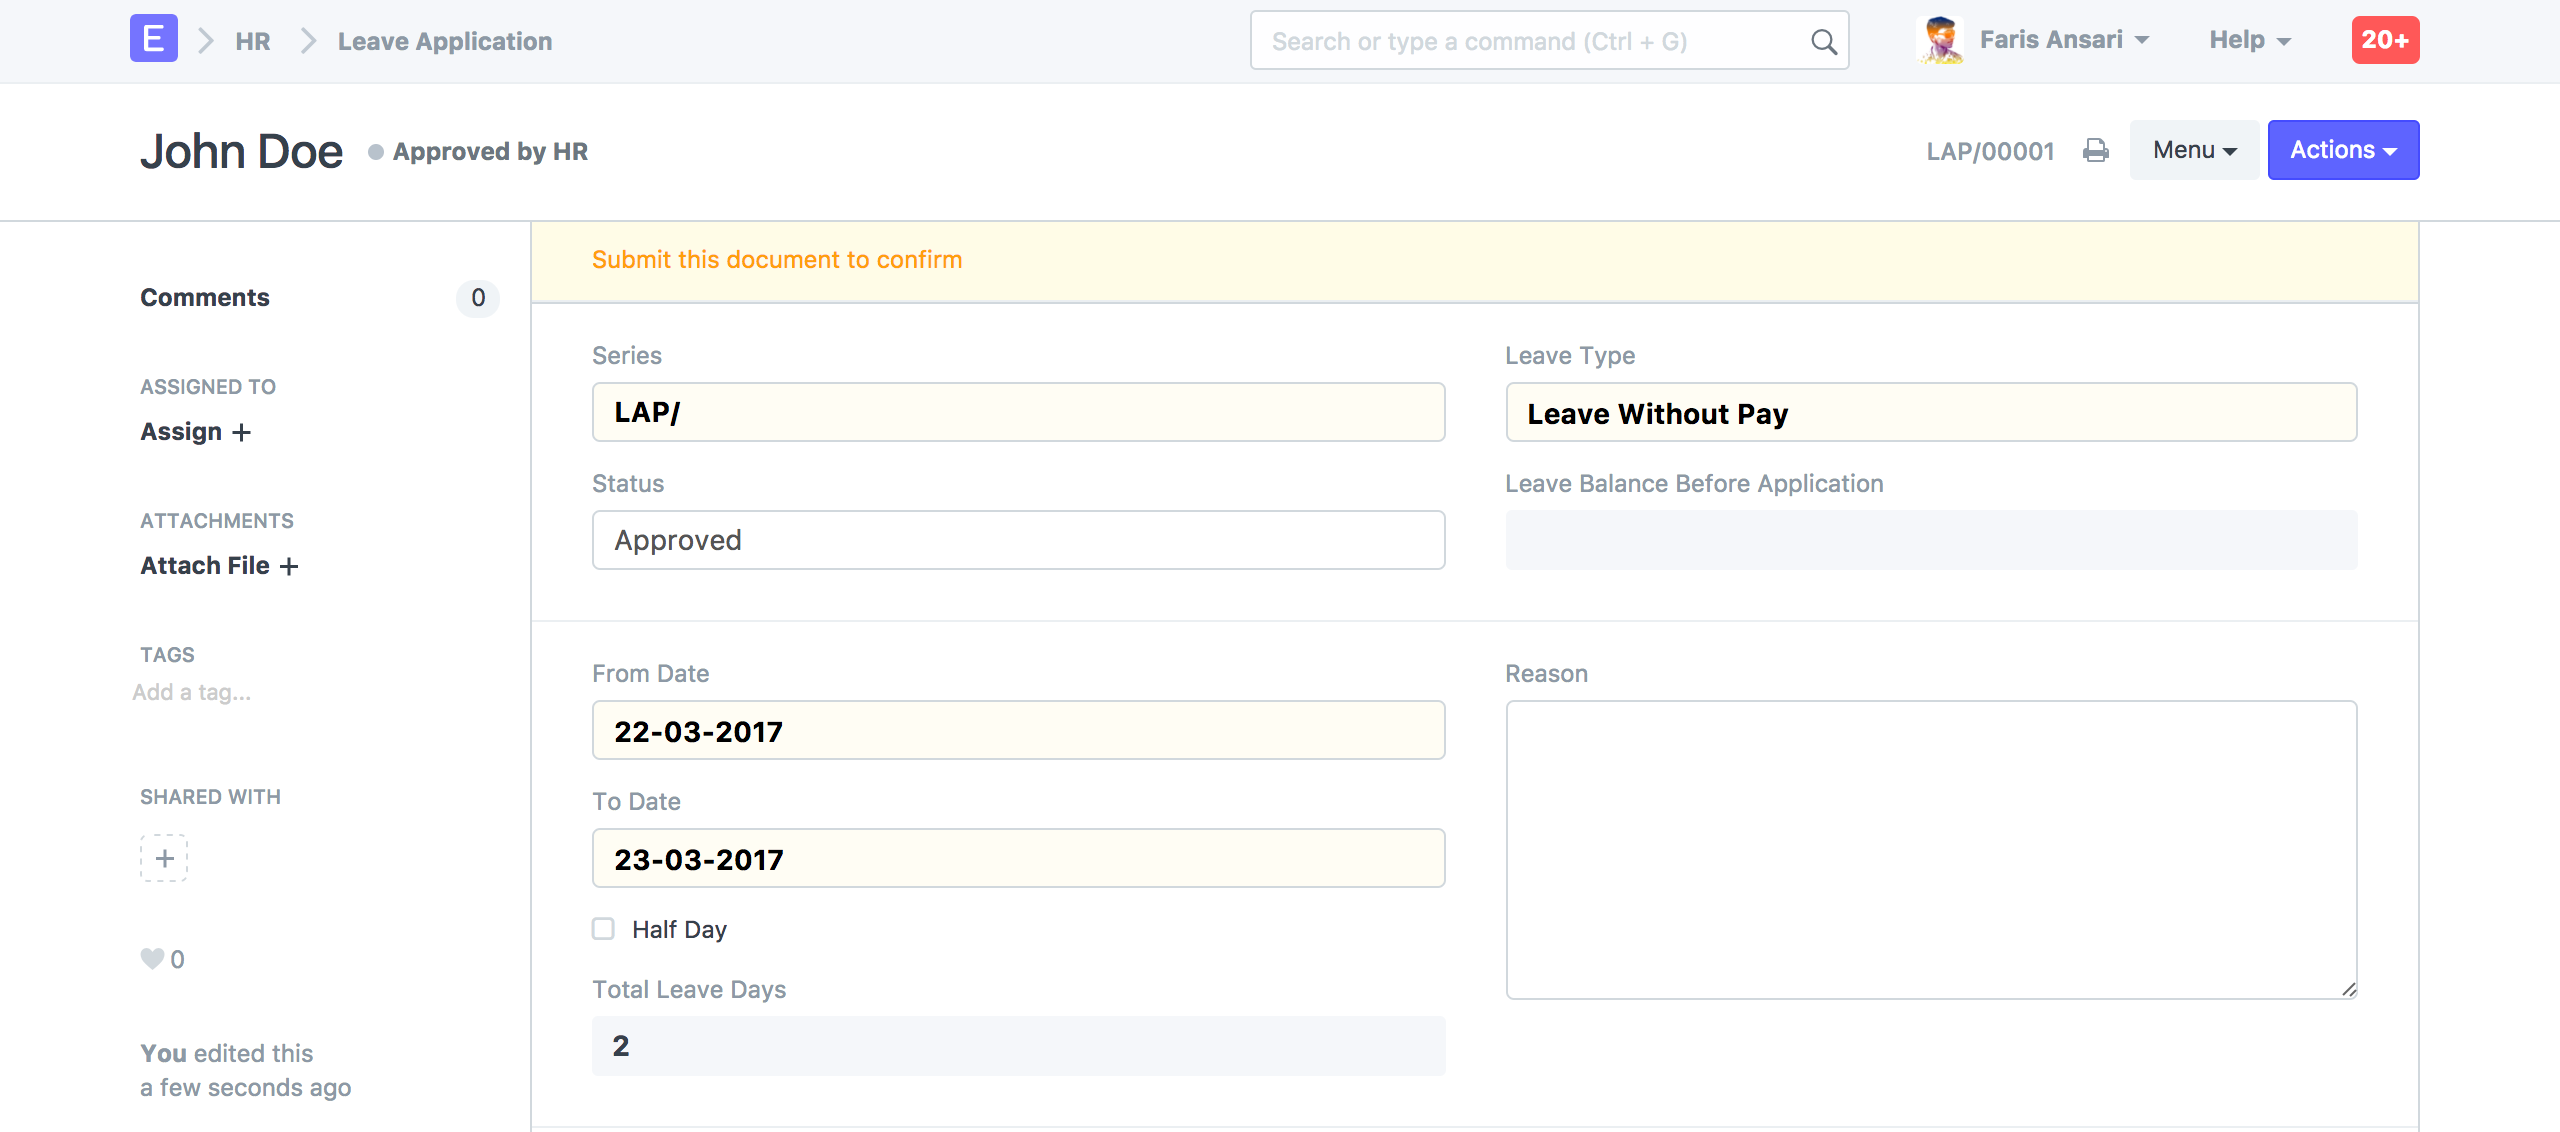 E HR Leave Application Search or type a command (Ctrl + G) Faris Ansari Help 20+
John Doe Approved by HR LAP/00001 Menu Actions
Submit this document to confirm
Comments 0
ASSIGNED TO
Assign +
ATTACHMENTS
Attach File +
TAGS
Add a tag...
SHARED WITH
+
0
You edited this
a few seconds ago
Series
LAP/
Status
Approved
Leave Type
Leave Without Pay
Leave Balance Before Application
From Date
22-03-2017
To Date
23-03-2017
Half Day
Total Leave Days
2
Reason